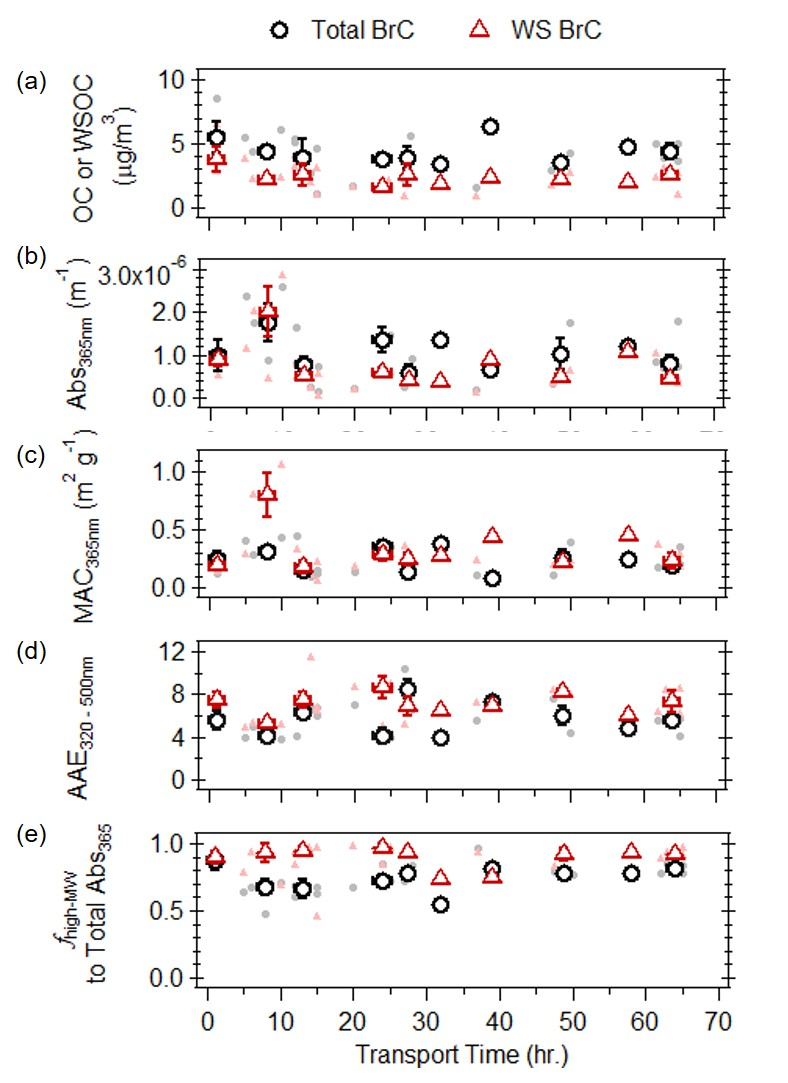 Total BrC WS BrC
(a)
OC or WSOC
(µg/m³)
10
5
0
(b)
Abs365nm (m-1)
3.0x10-6
2.0
1.0
0.0
(c)
MAC365nm (m2 g-1)
1.0
0.5
0.0
(d)
AAE320 - 500nm
12
8
4
0
(e)
fhigh-MW
to Total Abs365
1.0
0.5
0.0
0 10 20 30 40 50 60 70
Transport Time (hr.)